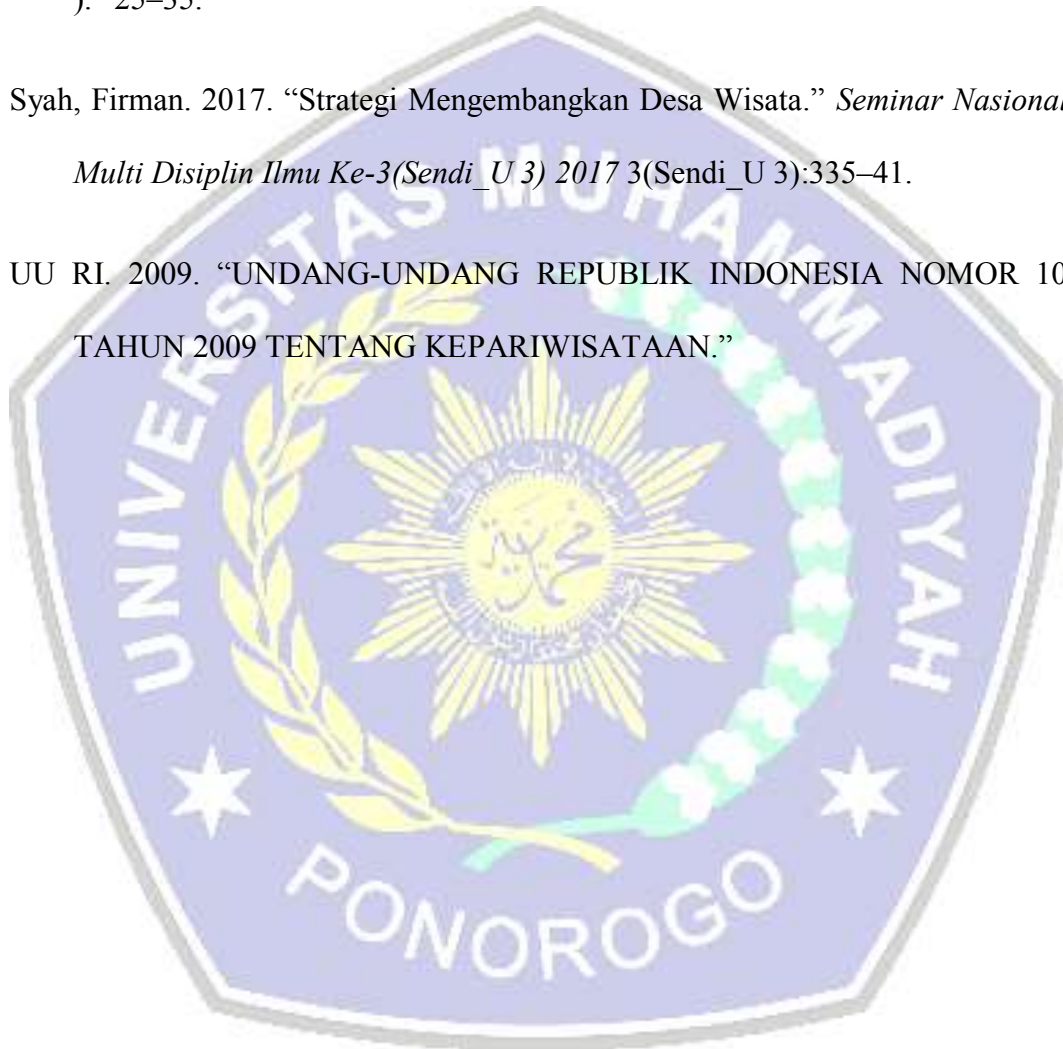 ). 25–35.
Syah, Firman. 2017. “Strategi Mengembangkan Desa Wisata.” Seminar Nasional
Multi Disiplin Ilmu Ke-3(Sendi_U 3) 2017 3(Sendi_U 3):335–41.
UU RI. 2009. “UNDANG-UNDANG REPUBLIK INDONESIA NOMOR 10
TAHUN 2009 TENTANG KEPARIWISATAAN.”
UNIVERSITAS MUHAMMADIYAH
PONOROGO